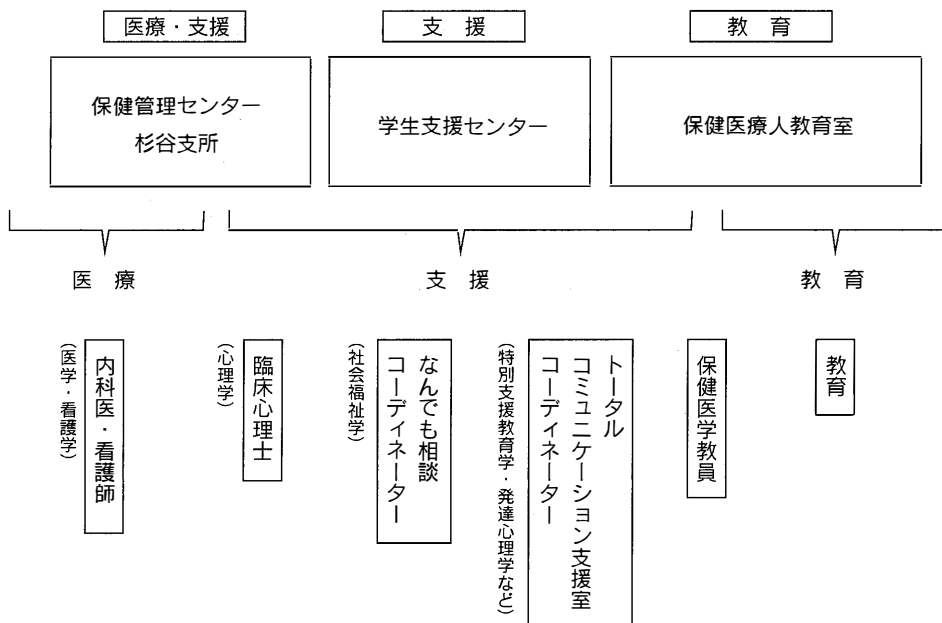 医療・支援
支 援
教 育
保健管理センター
杉谷支所
学生支援センター
保健医療人教育室
医 療
支 援
教 育
内科医・看護師
(医学・看護学)
臨床心理士
(心理学)
なんでも相談
コーディネーター
(社会福祉学)
トータル
コミュニケーション支援室
コーディネーター
(特別支援教育学・発達心理学など)
保健医学教員
教育